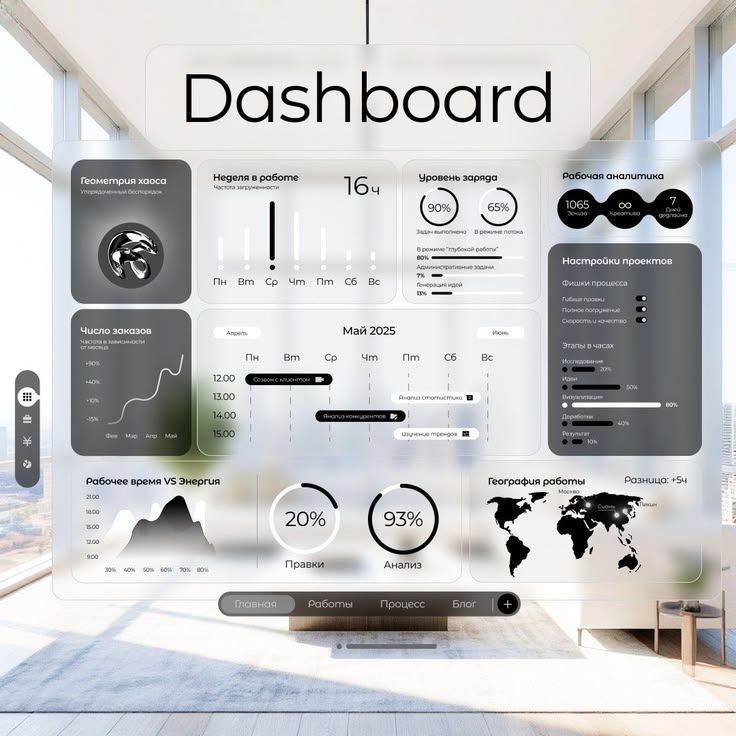 Dashboard
Геометрия хаоса
Упорядоченный беспорядок
Неделя в работе
Частота загруженности
16 ч
Пн Вт Ср Чт Пт Сб Вс
Уровень заряда
90% 65%
Задач выполнено В режиме потока
В режиме "глубокой работы"
80%
Административные задачи
7%
Генерация идей
13%
Рабочая аналитика
1065 ∞ 7
Эскиза Креатива Дней
дедлайна
Число заказов
Частота в зависимости
от месяца
+90%
+40%
+10%
-15%
Фев Мар Апр Май
Апрель Май 2025 Июнь
Пн Вт Ср Чт Пт Сб Вс
12.00 Созвон с клиентом
13.00 Анализ статистики
14.00 Анализ конкурентов
15.00 Изучение трендов
Настройки проектов
Фишки процесса
Гибкие правки
Полное погружение
Скорость и качество
Этапы в часах
Исследование
20%
Идеи
50%
Визуализация
80%
Доработки
40%
Результат
10%
Рабочее время VS Энергия
21.00
18.00
15.00
12.00
9.00
30% 40% 50% 60% 70% 80%
20% 93%
Правки Анализ
География работы Разница: +5ч
Москва
Сиань
Пекин
Главная Работы Процесс Блог +